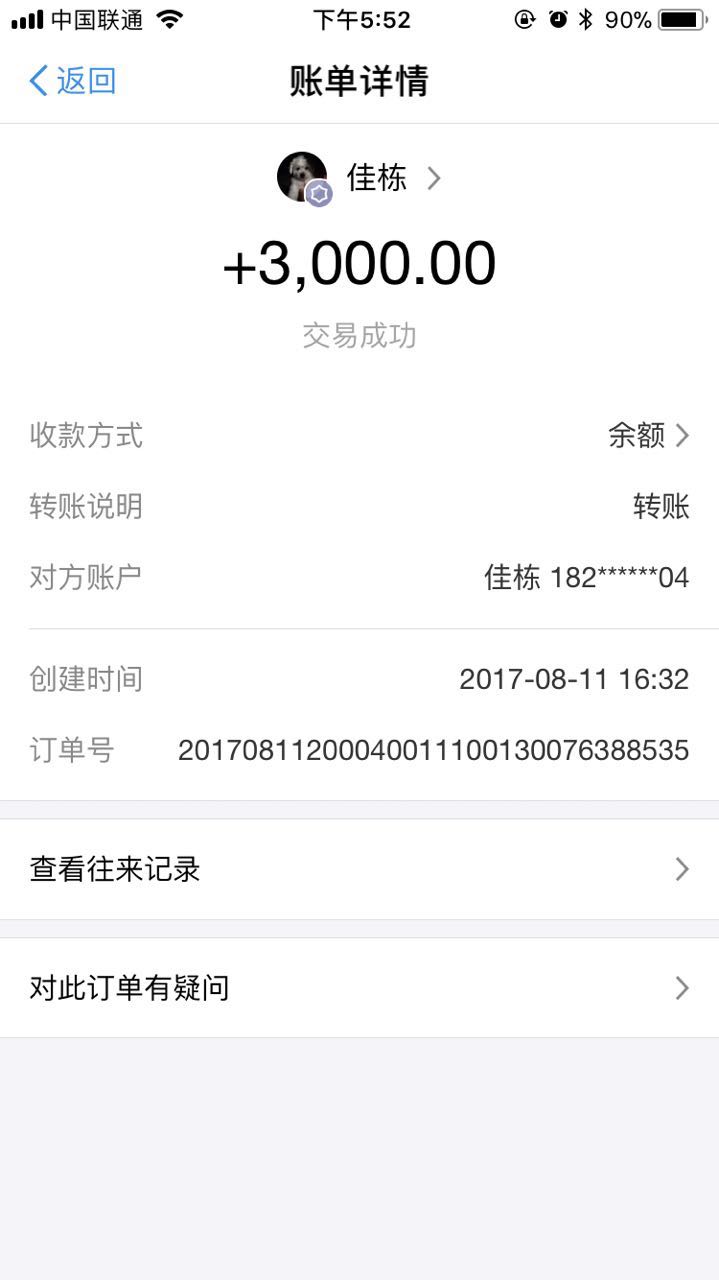 中国联通 下午5:52 90%
返回 账单详情
佳栋
+3,000.00
交易成功
收款方式 余额
转账说明 转账
对方账户 佳栋 182******04
创建时间 2017-08-11 16:32
订单号 20170811200040011100130076388535
查看往来记录
对此订单有疑问